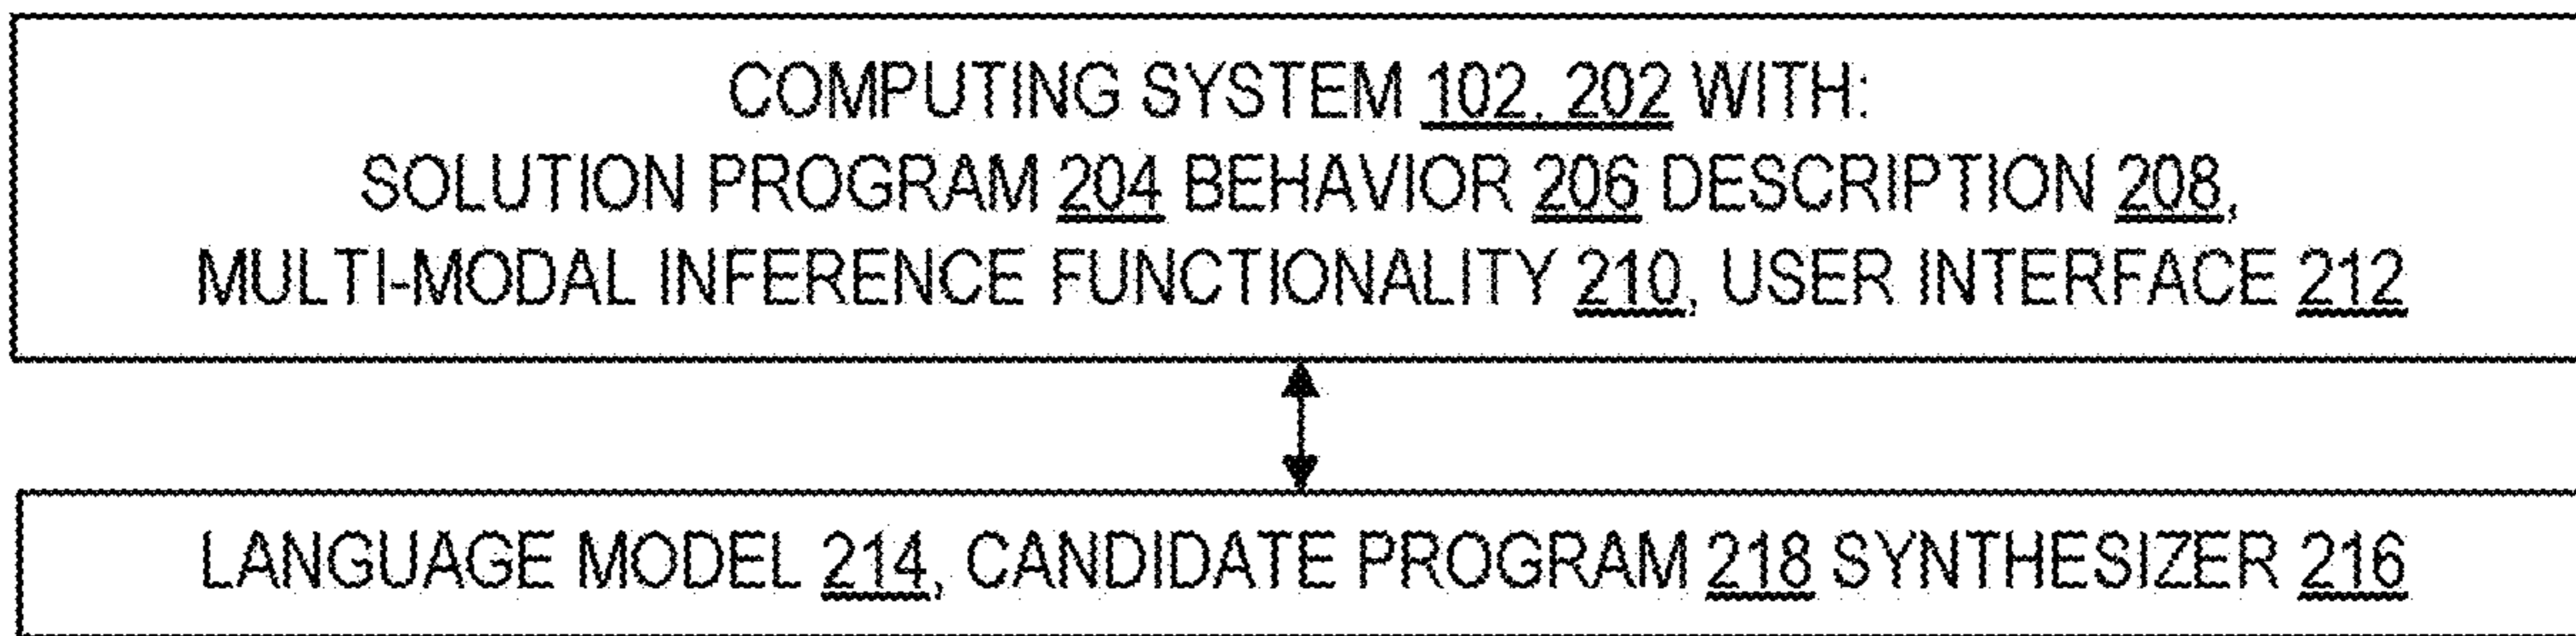 COMPUTING SYSTEM 102, 202 WITH:
SOLUTION PROGRAM 204 BEHAVIOR 206 DESCRIPTION 208,
MULTI-MODAL INFERENCE FUNCTIONALITY 210, USER INTERFACE 212
LANGUAGE MODEL 214, CANDIDATE PROGRAM 218 SYNTHESIZER 216